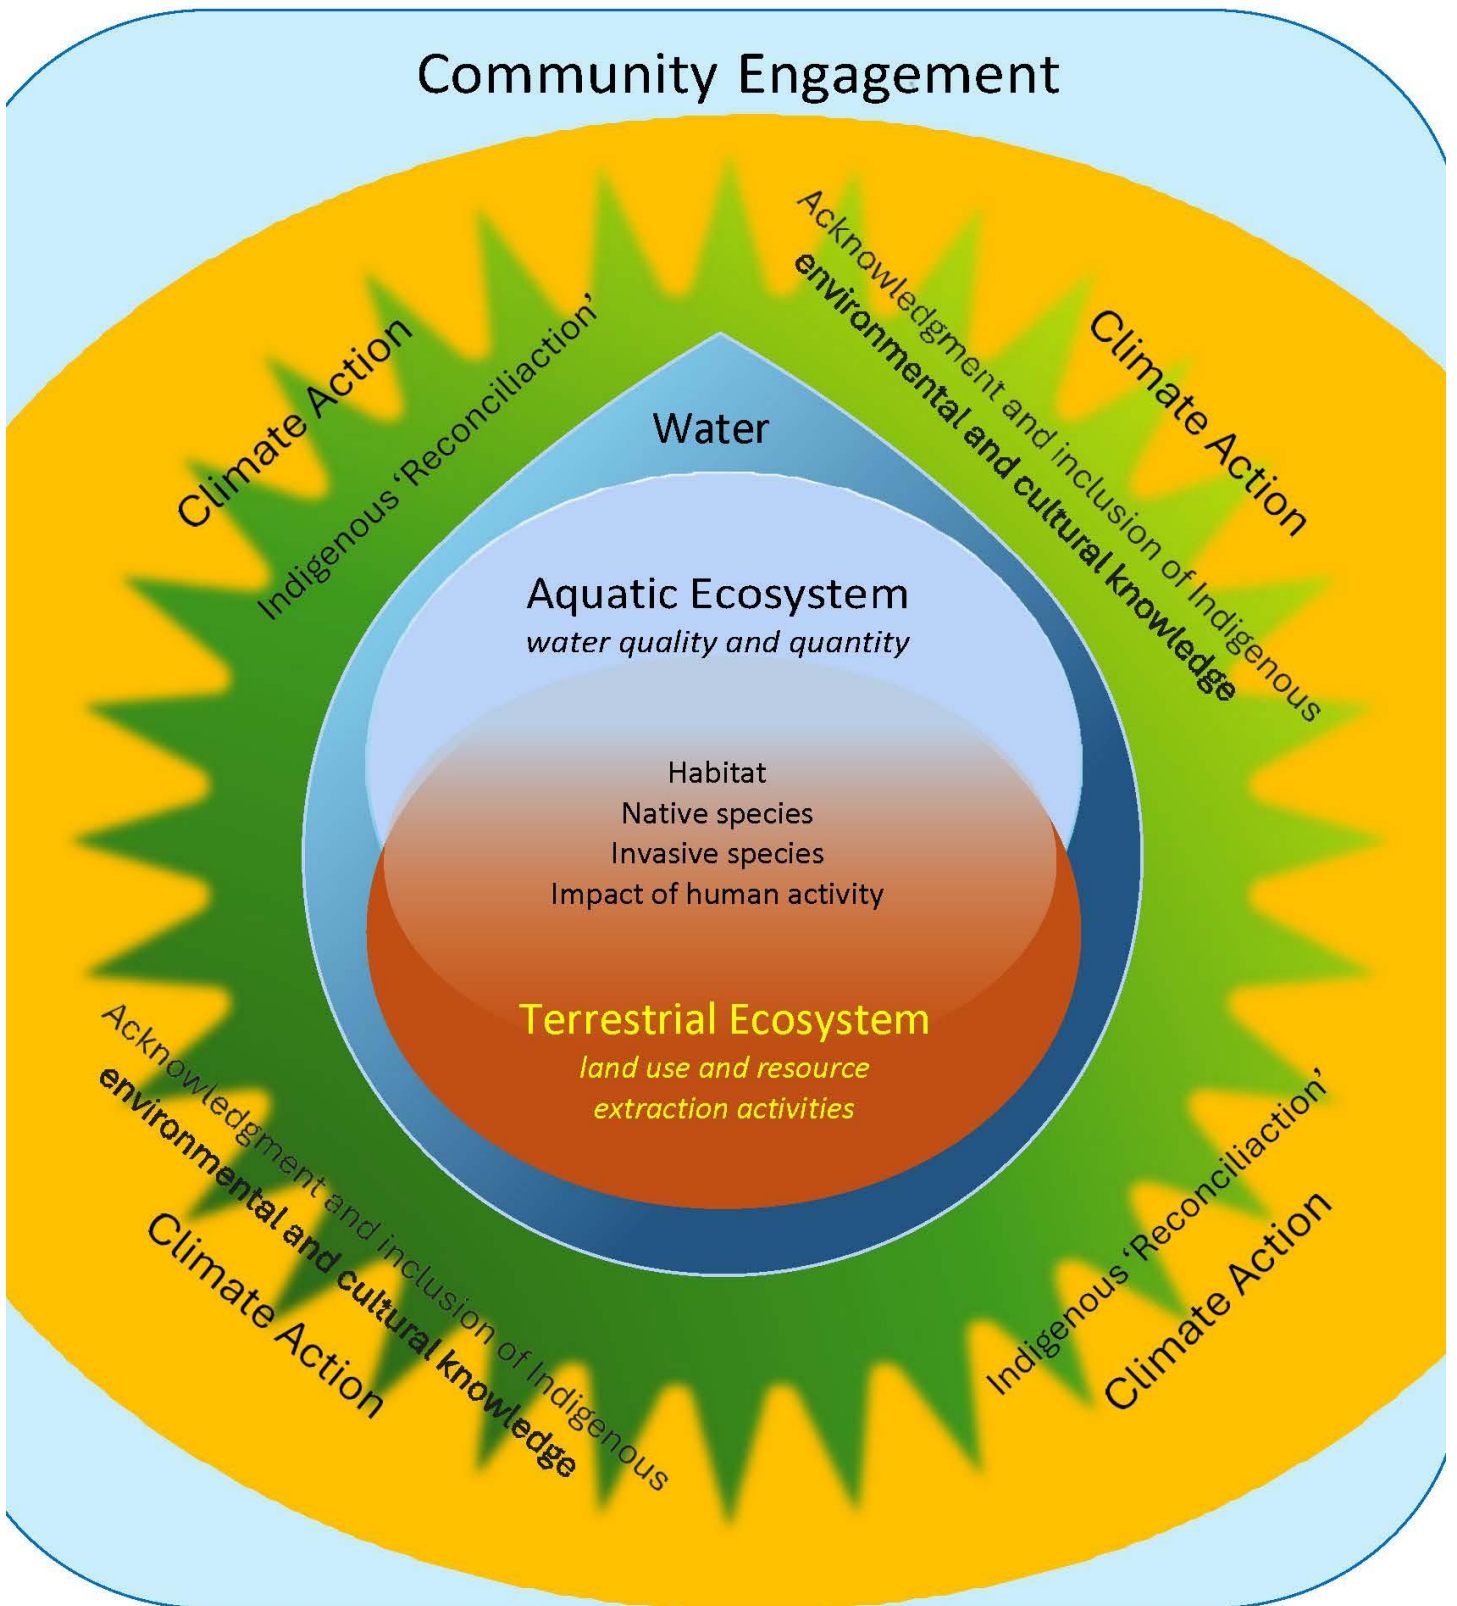 Community Engagement
Climate Action
Indigenous ‘Reconciliaction’
Acknowledgment and inclusion of Indigenous
environmental and cultural knowledge
Climate Action
Water
Aquatic Ecosystem
water quality and quantity
Habitat
Native species
Invasive species
Impact of human activity
Terrestrial Ecosystem
land use and resource
extraction activities
Acknowledgment and inclusion of Indigenous
environmental and cultural knowledge
Climate Action
Indigenous ‘Reconciliaction’
Climate Action